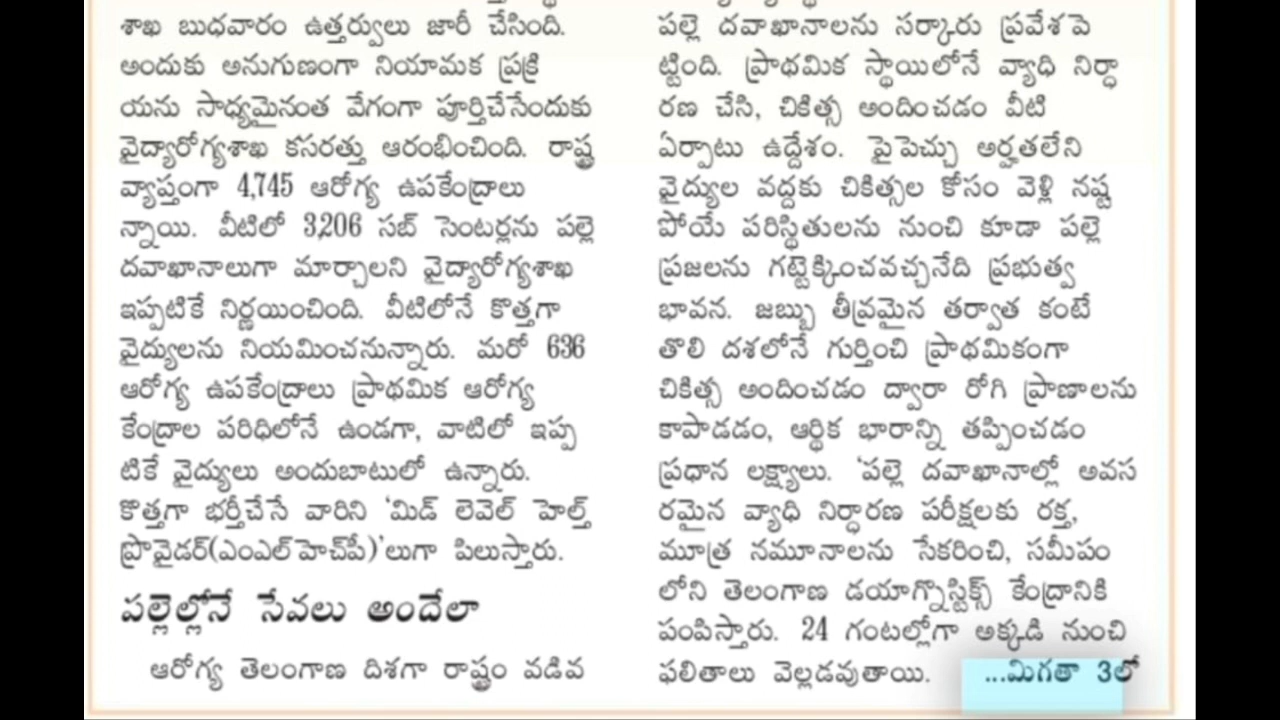 శాఖ బుధవారం ఉత్తర్వులు జారీ చేసింది.
అందుకు అనుగుణంగా నియామక ప్రక్రి
యను సాధ్యమైనంత వేగంగా పూర్తిచేసేందుకు
వైద్యారోగ్యశాఖ కసరత్తు ఆరంభించింది. రాష్ట్ర
వ్యాప్తంగా 4,745 ఆరోగ్య ఉపకేంద్రాలు
న్నాయి. వీటిలో 3,206 సబ్ సెంటర్లను పల్లె
దవాఖానాలుగా మార్చాలని వైద్యారోగ్యశాఖ
ఇప్పటికే నిర్ణయించింది. వీటిలోనే కొత్తగా
వైద్యులను నియమించనున్నారు. మరో 636
ఆరోగ్య ఉపకేంద్రాలు ప్రాథమిక ఆరోగ్య
కేంద్రాల పరిధిలోనే ఉండగా, వాటిలో ఇప్ప
టికే వైద్యులు అందుబాటులో ఉన్నారు.
కొత్తగా భర్తీచేసే వారిని ‘మిడ్ లెవెల్ హెల్త్
ప్రొవైడర్(ఎంఎల్‌హెచ్‌పీ)’లుగా పిలుస్తారు.
పల్లెల్లోనే సేవలు అందేలా
ఆరోగ్య తెలంగాణ దిశగా రాష్ట్రం వడివ
పల్లె దవాఖానాలను సర్కారు ప్రవేశపె
ట్టింది. ప్రాథమిక స్థాయిలోనే వ్యాధి నిర్ధా
రణ చేసి, చికిత్స అందించడం వీటి
ఏర్పాటు ఉద్దేశం. పైపెచ్చు అర్హతలేని
వైద్యుల వద్దకు చికిత్సల కోసం వెళ్లి నష్ట
పోయే పరిస్థితులను నుంచి కూడా పల్లె
ప్రజలను గట్టెక్కించవచ్చనేది ప్రభుత్వ
భావన. జబ్బు తీవ్రమైన తర్వాత కంటే
తొలి దశలోనే గుర్తించి ప్రాథమికంగా
చికిత్స అందించడం ద్వారా రోగి ప్రాణాలను
కాపాడడం, ఆర్థిక భారాన్ని తప్పించడం
ప్రధాన లక్ష్యాలు. ‘పల్లె దవాఖానాల్లో అవస
రమైన వ్యాధి నిర్ధారణ పరీక్షలకు రక్త,
మూత్ర నమూనాలను సేకరించి, సమీపం
లోని తెలంగాణ డయాగ్నొస్టిక్స్ కేంద్రానికి
పంపిస్తారు. 24 గంటల్లోగా అక్కడి నుంచి
ఫలితాలు వెల్లడవుతాయి. ...మిగతా 3లో